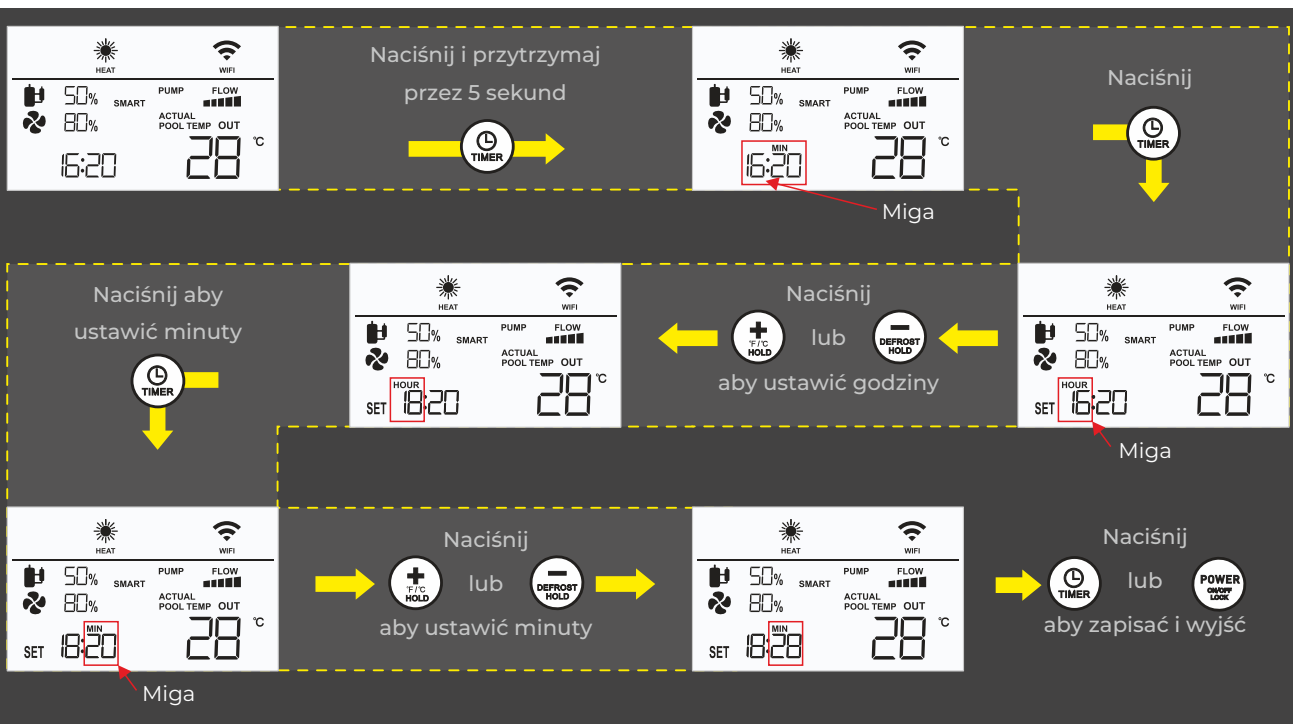 HEAT
WIFI
50%
SMART
PUMP
FLOW
80%
ACTUAL
POOL TEMP OUT
16:20
28
°C
Naciśnij i przytrzymaj
przez 5 sekund
TIMER
HEAT
WIFI
50%
SMART
PUMP
FLOW
80%
ACTUAL
POOL TEMP OUT
MIN
16:20
28
°C
Miga
Naciśnij
TIMER
HEAT
WIFI
50%
SMART
PUMP
FLOW
80%
ACTUAL
POOL TEMP OUT
HOUR
SET 16:20
28
°C
Miga
Naciśnij
+
°F/°C
HOLD
lub
−
DEFROST
HOLD
aby ustawić godziny
HEAT
WIFI
50%
SMART
PUMP
FLOW
80%
ACTUAL
POOL TEMP OUT
HOUR
SET 18:20
28
°C
Naciśnij aby
ustawić minuty
TIMER
HEAT
WIFI
50%
SMART
PUMP
FLOW
80%
ACTUAL
POOL TEMP OUT
MIN
SET 18:20
28
°C
Miga
Naciśnij
+
°F/°C
HOLD
lub
−
DEFROST
HOLD
aby ustawić minuty
HEAT
WIFI
50%
SMART
PUMP
FLOW
80%
ACTUAL
POOL TEMP OUT
MIN
SET 18:28
28
°C
Naciśnij
TIMER
lub
POWER
ON/OFF
LOCK
aby zapisać i wyjść